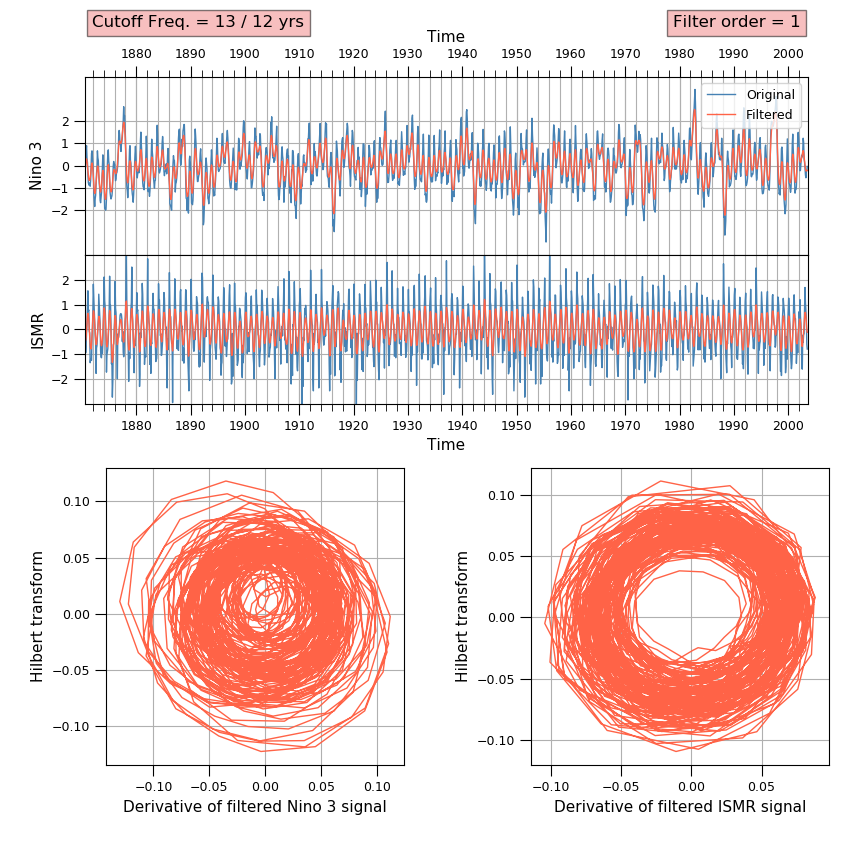 Cutoff Freq. = 13 / 12 yrs
Filter order = 1
Time
1880 1890 1900 1910 1920 1930 1940 1950 1960 1970 1980 1990 2000
Original
Filtered
Nino 3
2
1
0
−1
−2
ISMR
2
1
0
−1
−2
1880 1890 1900 1910 1920 1930 1940 1950 1960 1970 1980 1990 2000
Time
Hilbert transform
0.10
0.05
0.00
−0.05
−0.10
−0.10 −0.05 0.00 0.05 0.10
Derivative of filtered Nino 3 signal
Hilbert transform
0.10
0.05
0.00
−0.05
−0.10
−0.10 −0.05 0.00 0.05
Derivative of filtered ISMR signal